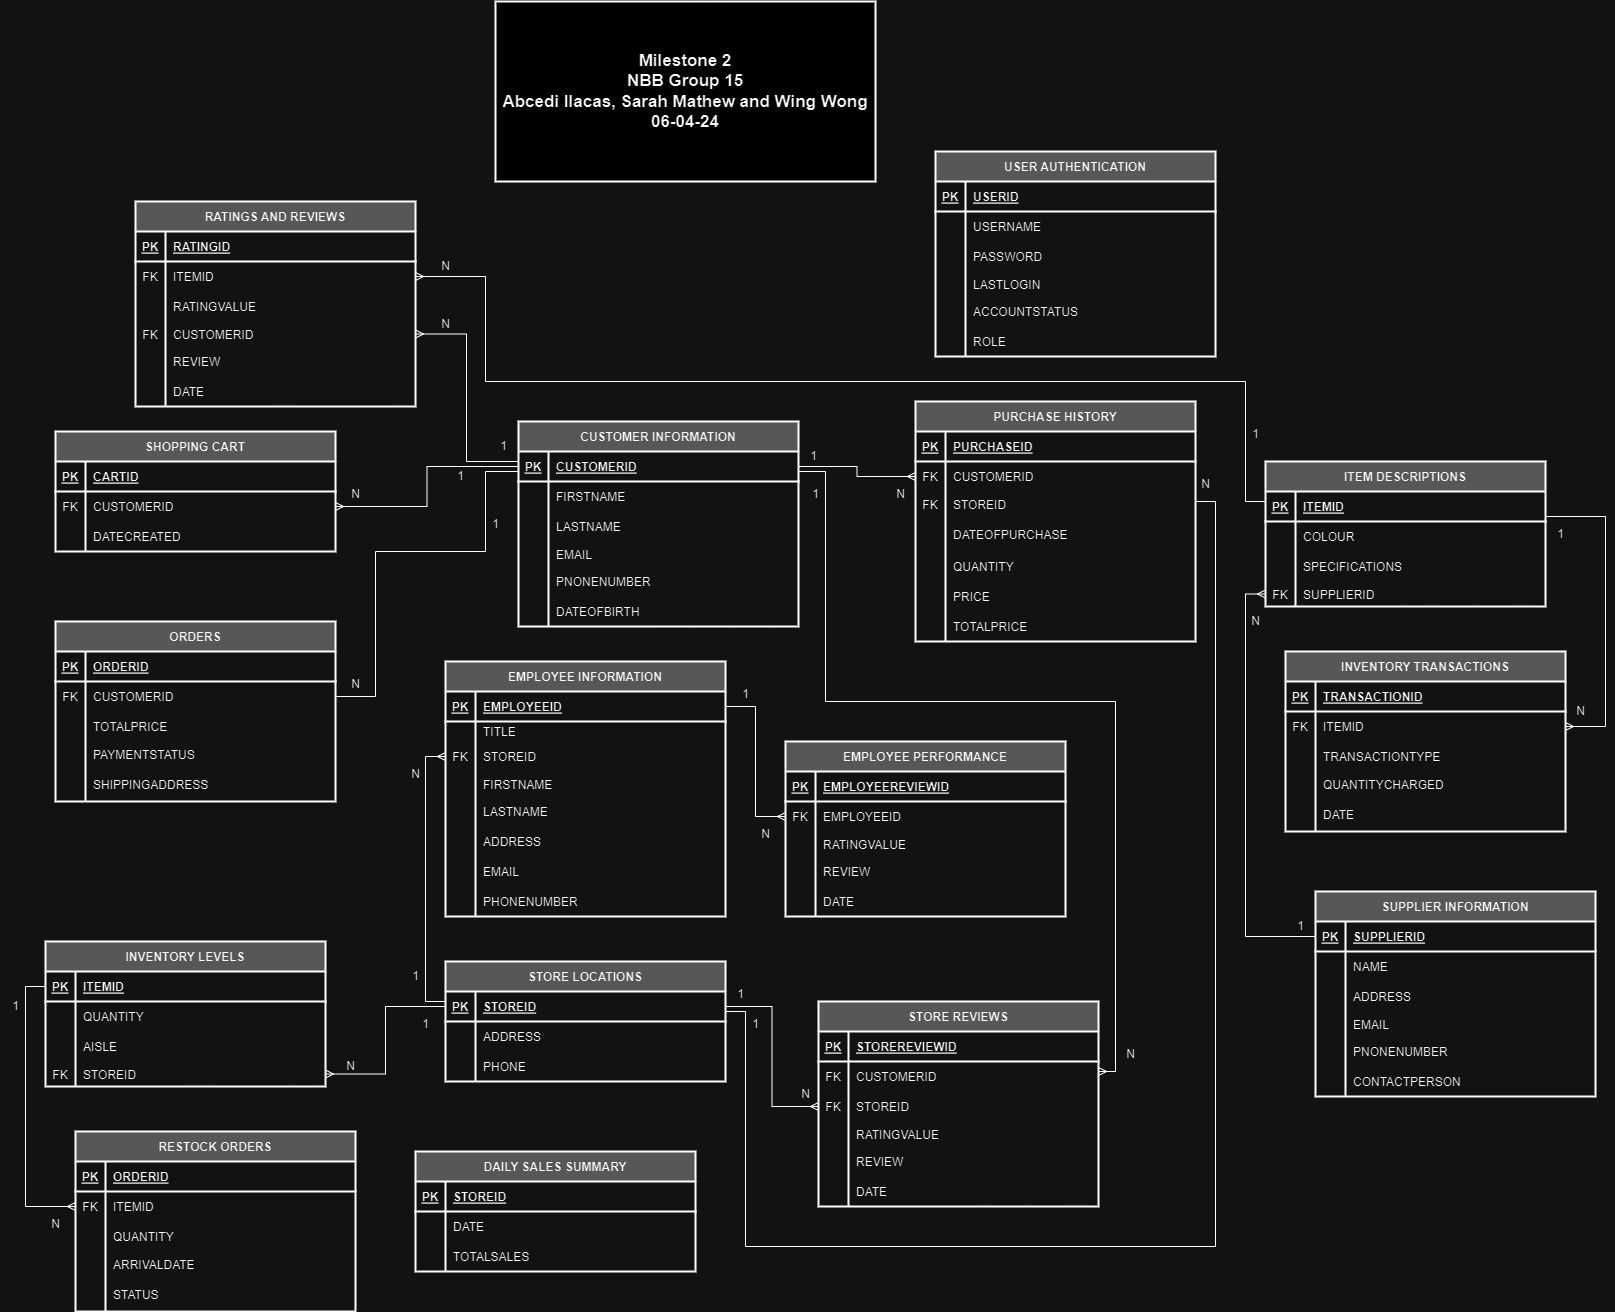 Milestone 2
NBB Group 15
Abcedi Ilacas, Sarah Mathew and Wing Wong
06-04-24
USER AUTHENTICATION
PK USERID
USERNAME
PASSWORD
LASTLOGIN
ACCOUNTSTATUS
ROLE
RATINGS AND REVIEWS
PK RATINGID
FK ITEMID
RATINGVALUE
FK CUSTOMERID
REVIEW
DATE
N
N
SHOPPING CART
PK CARTID
FK CUSTOMERID
DATECREATED
N
CUSTOMER INFORMATION
PK CUSTOMERID
FIRSTNAME
LASTNAME
EMAIL
PNONENUMBER
DATEOFBIRTH
1
1
1
1
1
PURCHASE HISTORY
PK PURCHASEID
FK CUSTOMERID
FK STOREID
DATEOFPURCHASE
QUANTITY
PRICE
TOTALPRICE
N
N
ITEM DESCRIPTIONS
PK ITEMID
COLOUR
SPECIFICATIONS
FK SUPPLIERID
1
1
N
ORDERS
PK ORDERID
FK CUSTOMERID
TOTALPRICE
PAYMENTSTATUS
SHIPPINGADDRESS
N
EMPLOYEE INFORMATION
PK EMPLOYEEID
TITLE
FK STOREID
FIRSTNAME
LASTNAME
ADDRESS
EMAIL
PHONENUMBER
1
N
EMPLOYEE PERFORMANCE
PK EMPLOYEEREVIEWID
FK EMPLOYEEID
RATINGVALUE
REVIEW
DATE
N
INVENTORY TRANSACTIONS
PK TRANSACTIONID
FK ITEMID
TRANSACTIONTYPE
QUANTITYCHARGED
DATE
N
SUPPLIER INFORMATION
PK SUPPLIERID
NAME
ADDRESS
EMAIL
PNONENUMBER
CONTACTPERSON
1
INVENTORY LEVELS
PK ITEMID
QUANTITY
AISLE
FK STOREID
1
N
STORE LOCATIONS
PK STOREID
ADDRESS
PHONE
1
1
1
1
STORE REVIEWS
PK STOREREVIEWID
FK CUSTOMERID
FK STOREID
RATINGVALUE
REVIEW
DATE
N
N
RESTOCK ORDERS
PK ORDERID
FK ITEMID
QUANTITY
ARRIVALDATE
STATUS
N
DAILY SALES SUMMARY
PK STOREID
DATE
TOTALSALES